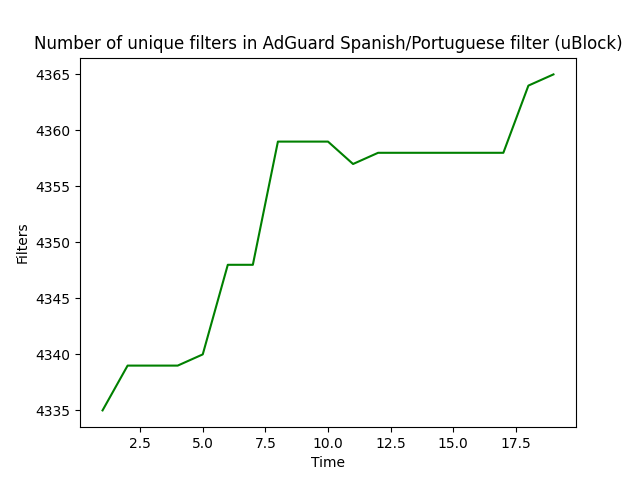 Number of unique filters in AdGuard Spanish/Portuguese filter (uBlock)
4365
4360
4355
4350
4345
4340
4335
Filters
2.5 5.0 7.5 10.0 12.5 15.0 17.5
Time